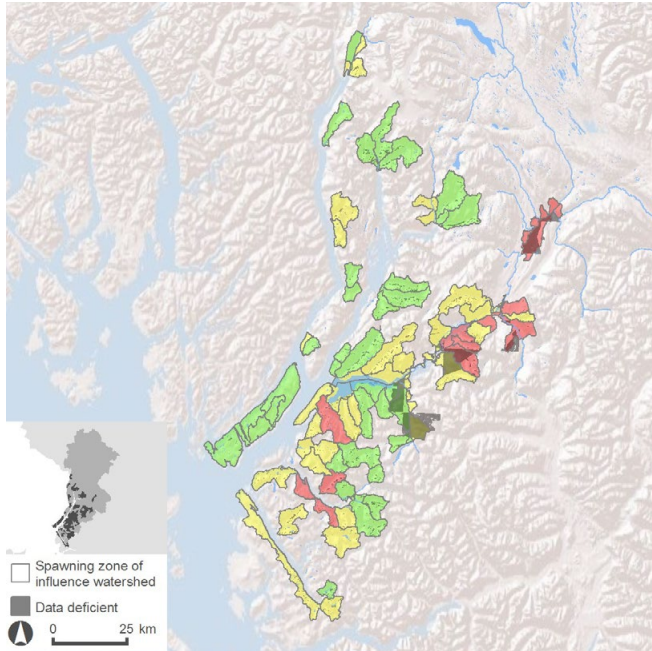 Spawning zone of
influence watershed
Data deficient
0 25 km